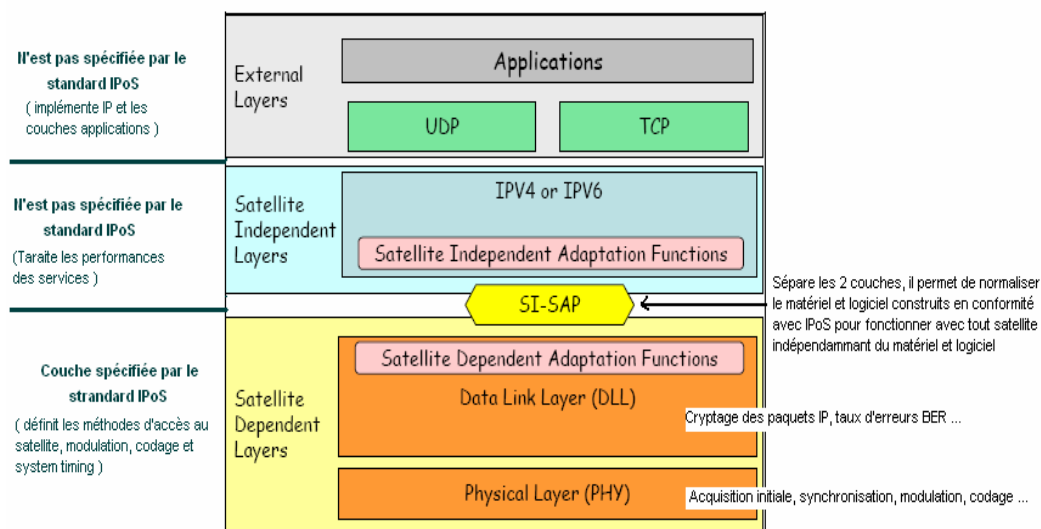 N'est pas spécifiée par le
standard IPoS
( implémente IP et les
couches applications )
External
Layers
Applications
UDP
TCP
N'est pas spécifiée par le
standard IPoS
(Taraite les performances
des services )
Satellite
Independent
Layers
IPV4 or IPV6
Satellite Independent Adaptation Functions
SI-SAP
Sépare les 2 couches, il permet de normaliser
le matériel et logiciel construits en conformité
avec IPoS pour fonctionner avec tout satellite
indépendammant du matériel et logiciel
Couche spécifiée par le
strandard IPoS
( définit les méthodes d'accès au
satellite, modulation, codage et
system timing )
Satellite
Dependent
Layers
Satellite Dependent Adaptation Functions
Data Link Layer (DLL)
Cryptage des paquets IP, taux d'erreurs BER ...
Physical Layer (PHY)
Acquisition initiale, synchronisation, modulation, codage ...